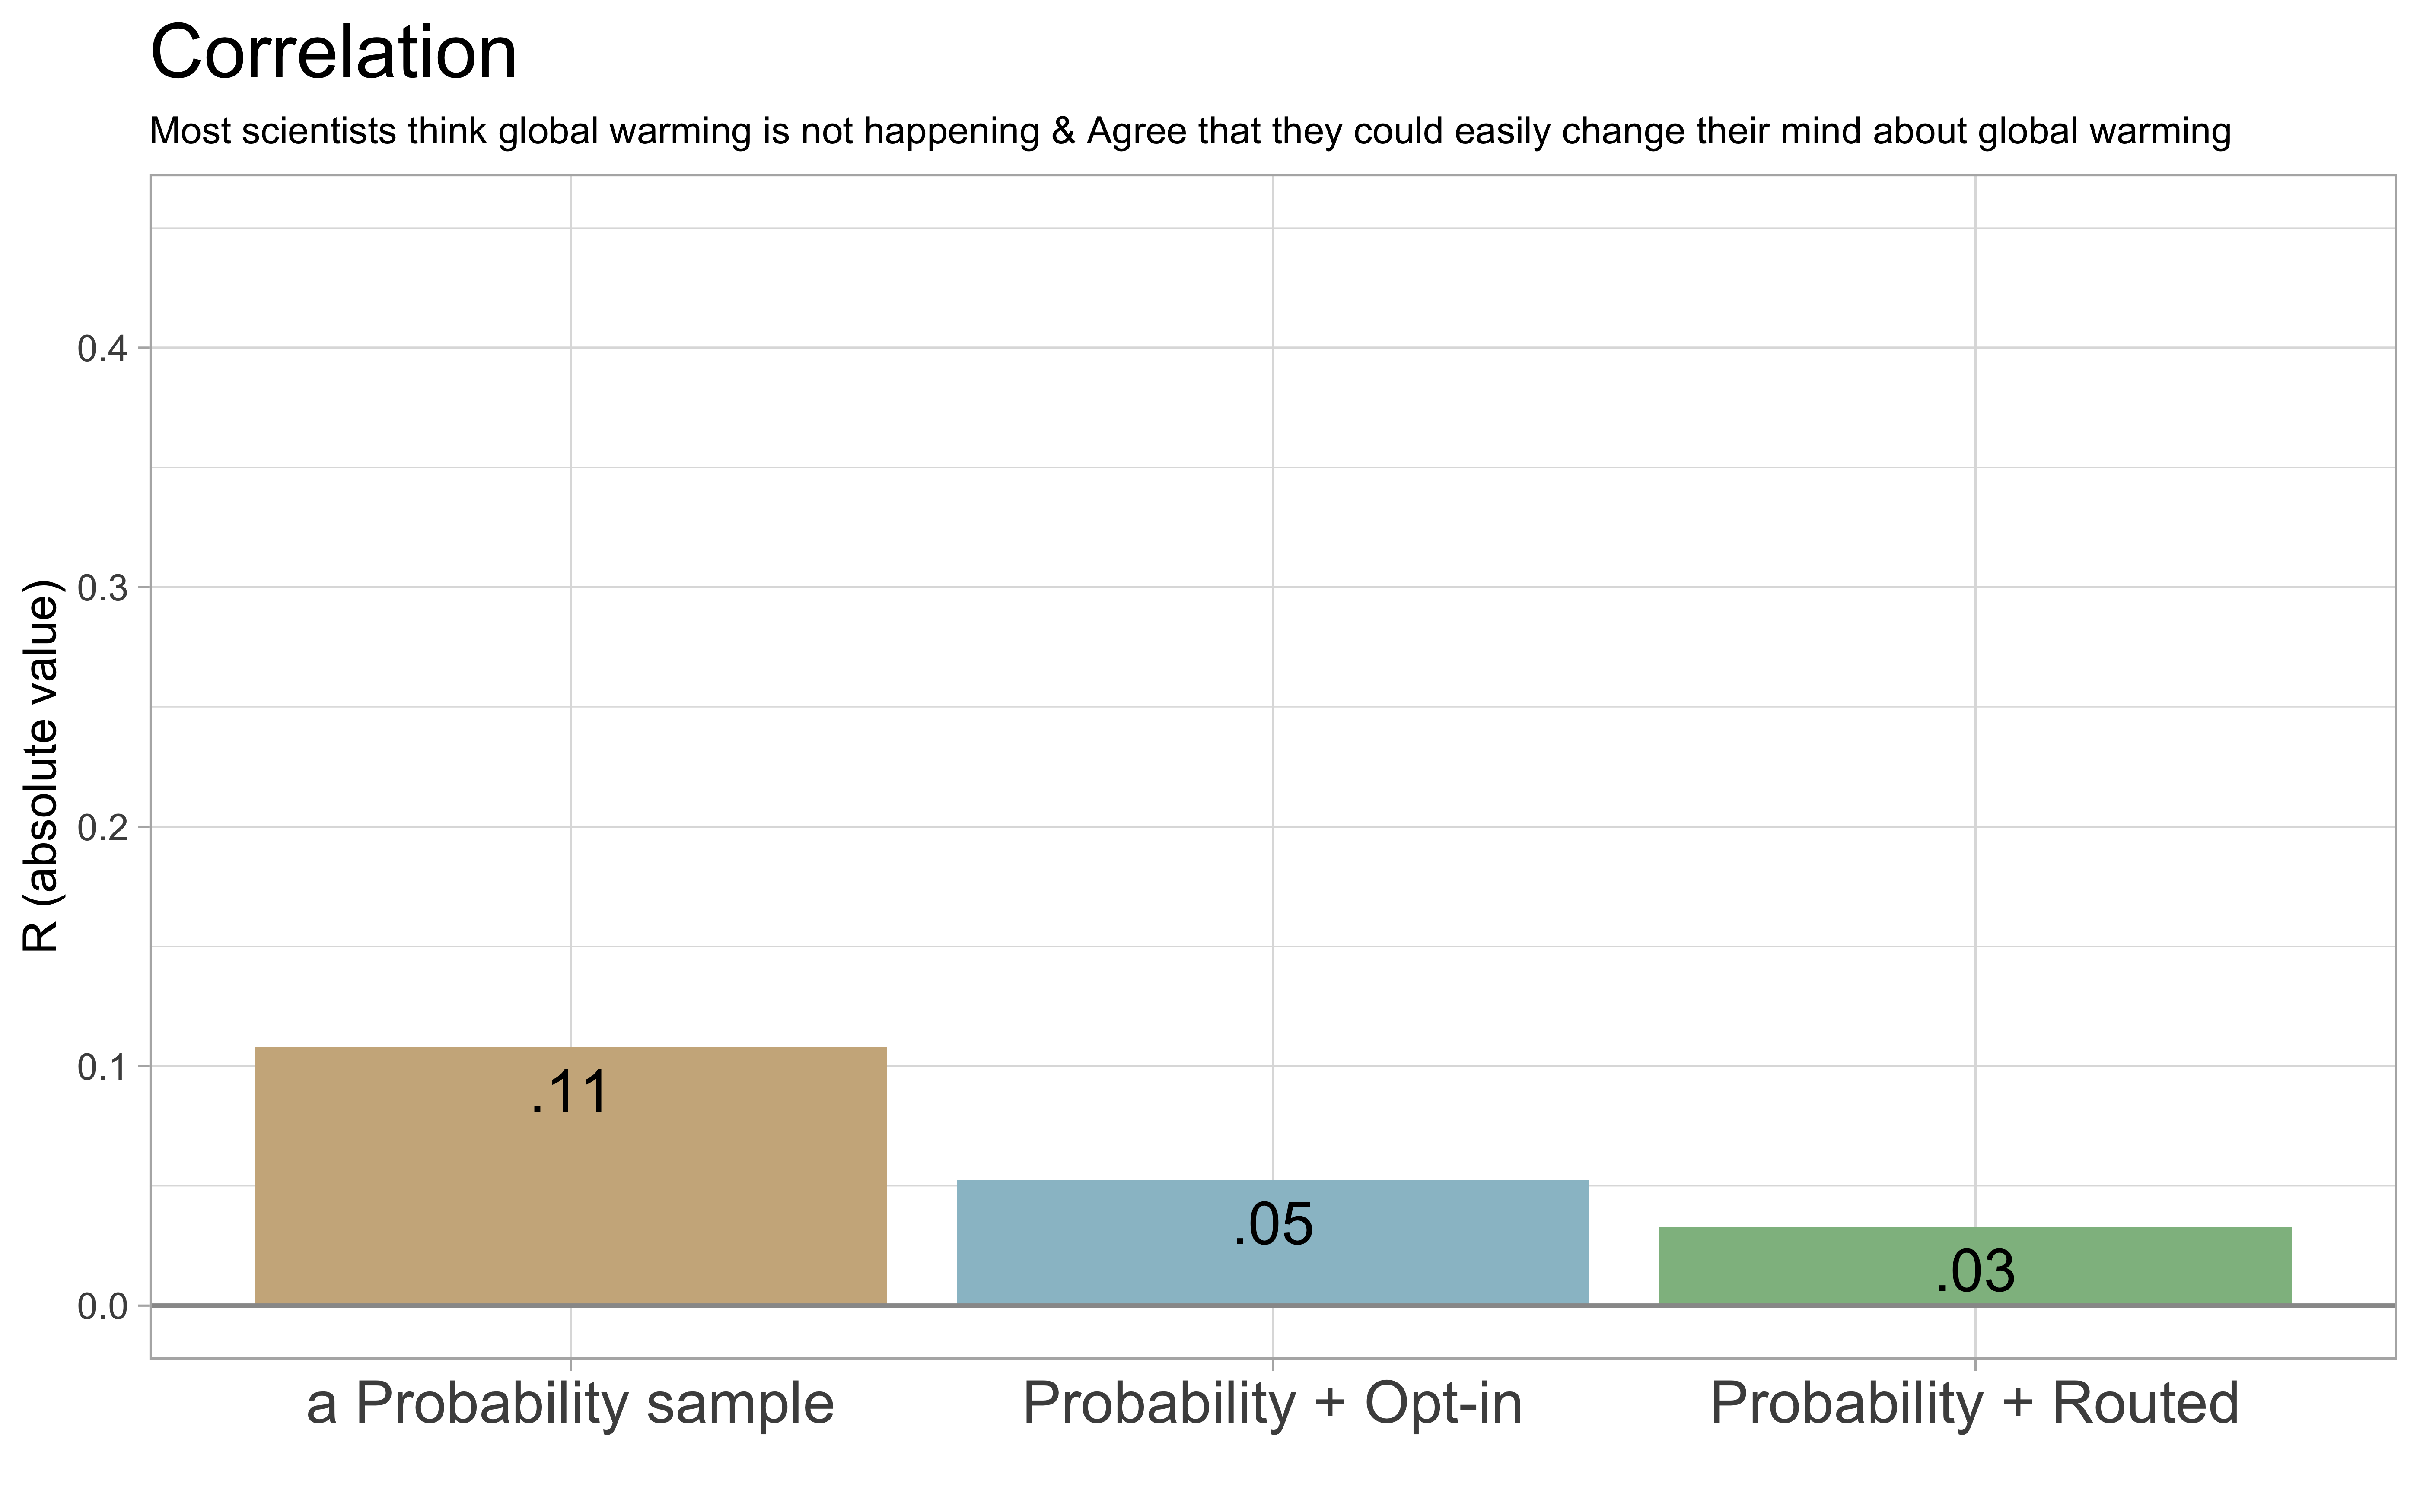 Correlation
Most scientists think global warming is not happening & Agree that they could easily change their mind about global warming
R (absolute value)
0.4
0.3
0.2
0.1
0.0
.11
.05
.03
a Probability sample
Probability + Opt-in
Probability + Routed